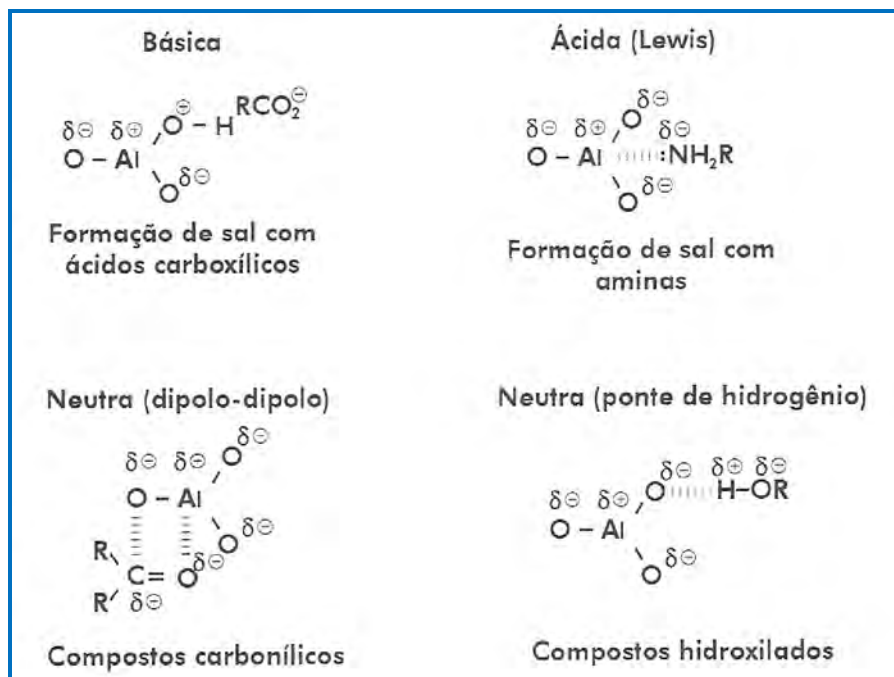 Básica
O⊕ – H RCO₂⊖
δ⊖ δ⊕
O – Al
Oδ⊖
Formação de sal com
ácidos carboxílicos
Ácida (Lewis)
δ⊖
δ⊖ δ⊕ O δ⊖
O – Al :NH₂R
O δ⊖
Formação de sal com
aminas
Neutra (dipolo-dipolo)
δ⊖
δ⊖ δ⊕ O
O – Al
O δ⊖
R
C = O δ⊖
R′ δ⊖
Compostos carbonílicos
Neutra (ponte de hidrogênio)
δ⊖ δ⊕ δ⊖
δ⊖ δ⊕ O H–OR
O – Al
O δ⊖
Compostos hidroxilados